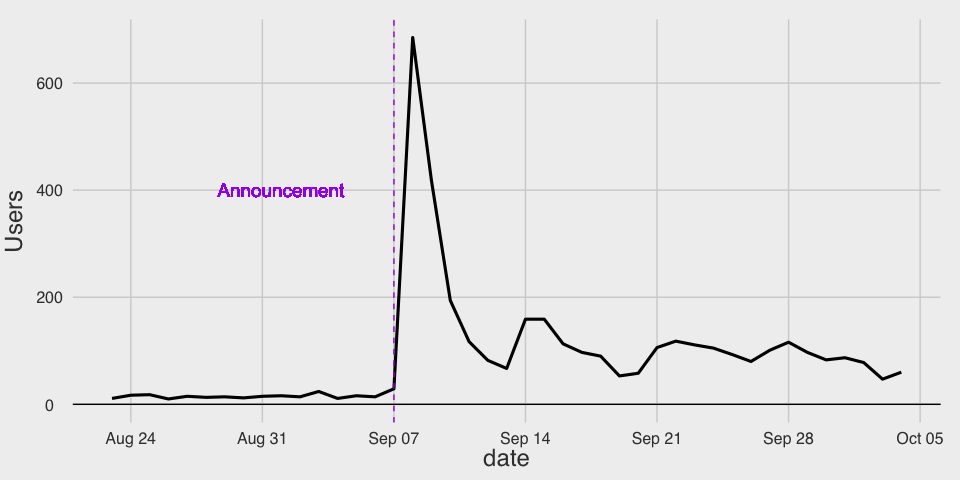 600
Announcement
400
Users
200
0
Aug 24 Aug 31 Sep 07 Sep 14 Sep 21 Sep 28 Oct 05
date